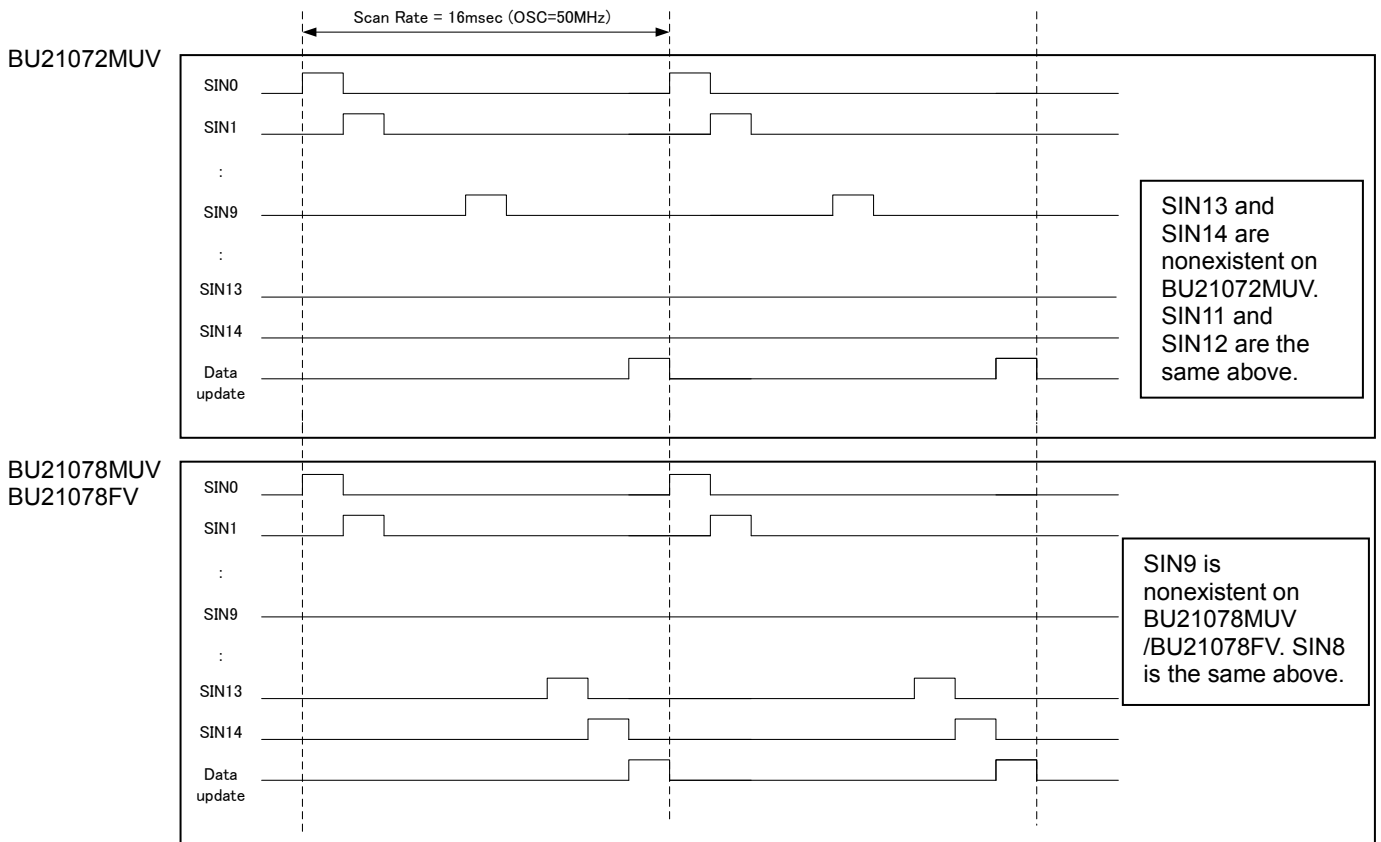 Scan Rate = 16msec (OSC=50MHz)
BU21072MUV
SIN0
SIN1
:
SIN9
:
SIN13
SIN14
Data
update
SIN13 and
SIN14 are
nonexistent on
BU21072MUV.
SIN11 and
SIN12 are the
same above.
BU21078MUV
BU21078FV
SIN0
SIN1
:
SIN9
:
SIN13
SIN14
Data
update
SIN9 is
nonexistent on
BU21078MUV
/BU21078FV. SIN8
is the same above.